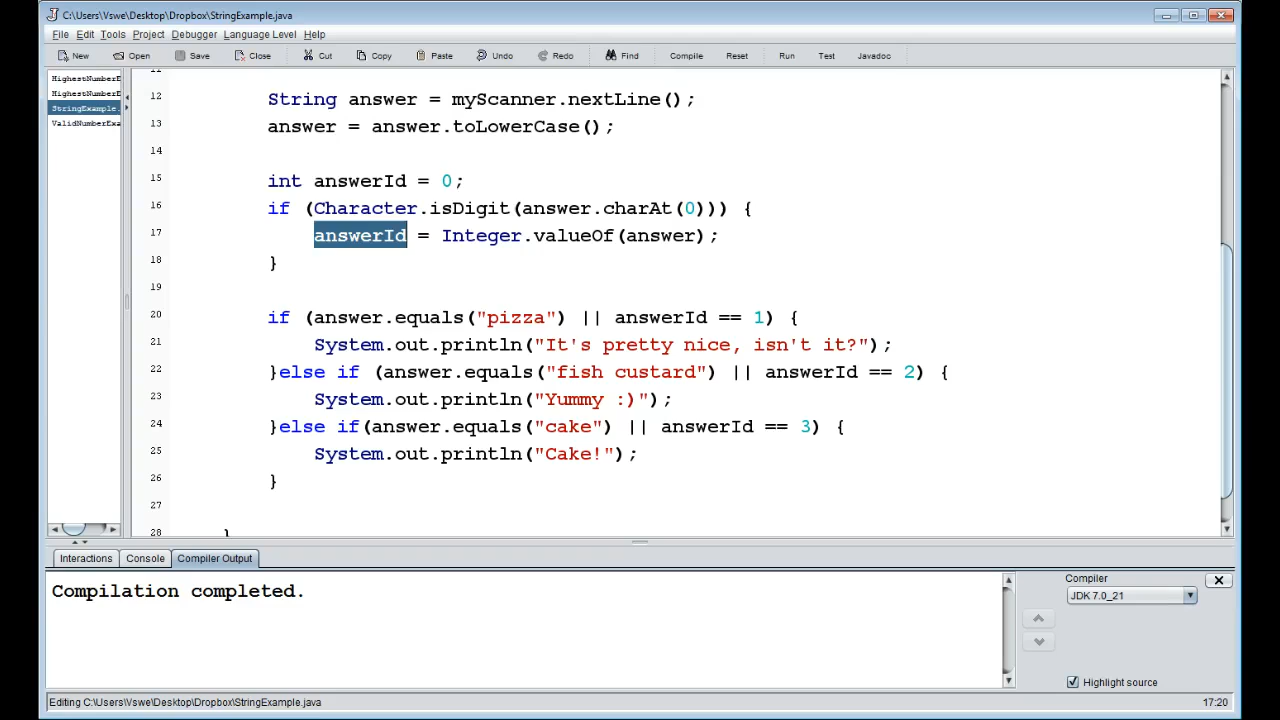 C:\Users\Vswe\Desktop\Dropbox\StringExample.java
File Edit Tools Project Debugger Language Level Help
New Open Save Close Cut Copy Paste Undo Redo Find Compile Reset Run Test Javadoc
HighestNumberE
HighestNumberE
StringExample.
ValidNumberExa
12 String answer = myScanner.nextLine();
13 answer = answer.toLowerCase();
14
15 int answerId = 0;
16 if (Character.isDigit(answer.charAt(0))) {
17 answerId = Integer.valueOf(answer);
18 }
19
20 if (answer.equals("pizza") || answerId == 1) {
21 System.out.println("It's pretty nice, isn't it?");
22 }else if (answer.equals("fish custard") || answerId == 2) {
23 System.out.println("Yummy :)");
24 }else if(answer.equals("cake") || answerId == 3) {
25 System.out.println("Cake!");
26 }
27
28 }
Interactions Console Compiler Output
Compilation completed.
Compiler
JDK 7.0_21
Highlight source
Editing C:\Users\Vswe\Desktop\Dropbox\StringExample.java 17:20